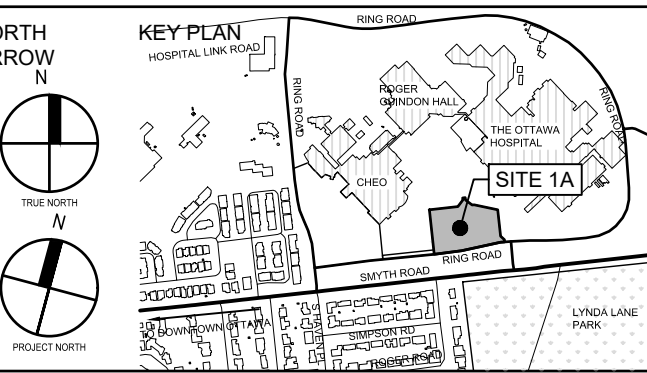 ORTH
RROW
N
TRUE NORTH
N
PROJECT NORTH
KEY PLAN
RING ROAD
HOSPITAL LINK ROAD
RING ROAD
ROGER
GUINDON HALL
RING ROAD
THE OTTAWA
HOSPITAL
CHEO
SITE 1A
RING ROAD
SMYTH ROAD
LYNDA LANE
PARK
TO DOWNTOWN OTTAWA
SIMPSON RD
ROGER ROAD